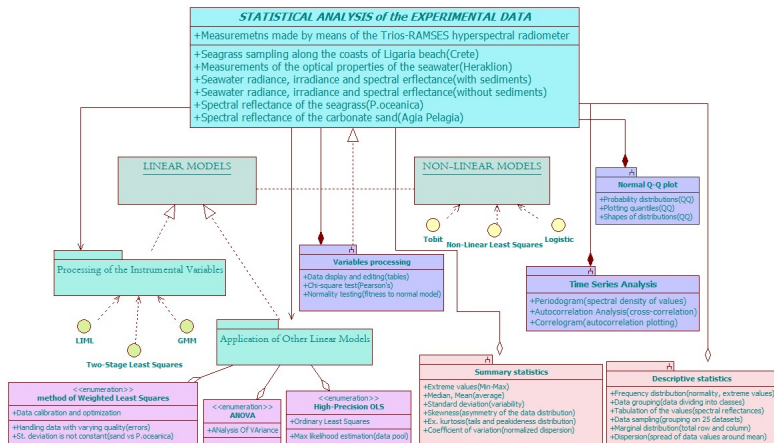 STATISTICAL ANALYSIS of the EXPERIMENTAL DATA
+Measuremetns made by means of the Trios-RAMSES hyperspectral radiometer
+Seagrass sampling along the coasts of Ligaria beach(Crete)
+Measurements of the optical properties of the seawater(Heraklion)
+Seawater radiance, irradiance and spectral erflectance(with sediments)
+Seawater radiance, irradiance and spectral erflectance(without sediments)
+Spectral reflectance of the seagrass(P.oceanica)
+Spectral reflectance of the carbonate sand(Agia Pelagia)
LINEAR MODELS
NON-LINEAR MODELS
Normal Q-Q plot
+Probability distributions(QQ)
+Plotting quantiles(QQ)
+Shapes of distributions(QQ)
Tobit
Non-Linear Least Squares
Logistic
Processing of the Instrumental Variables
Variables processing
+Data display and editing(tables)
+Chi-square test(Pearson's)
+Normality testing(fitness to normal model)
Time Series Analysis
+Periodogram(spectral density of values)
+Autocorrelation Analysis(cross-correlation)
+Correlogram(autocorrelation plotting)
LIML
Two-Stage Least Squares
GMM
Application of Other Linear Models
<<enumeration>>
method of Weighted Least Squares
+Data calibration and optimization
+Handling data with varying quality(errors)
+St. deviation is not constant(sand vs P.oceanica)
<<enumeration>>
ANOVA
+ANalysis Of Variance
<<enumeration>>
High-Precision OLS
+Ordinary Least Squares
+Max likelihood estimation(data pool)
Summary statistics
+Extreme values(Min-Max)
+Median, Mean(average)
+Standard deviation(variability)
+Skewness(asymmetry of the data distribution)
+Ex. kurtosis(tails and peakideness distribution)
+Coefficient of variation(normalized dispersion)
Descriptive statistics
+Frequency distribution(normality, extreme values)
+Data grouping(data dividing into classes)
+Tabulation of the values(spectral reflectances)
+Data sampling(grouping on 25 datasets)
+Marginal distribution(total row and column)
+Dispersion(spread of data values around mean)